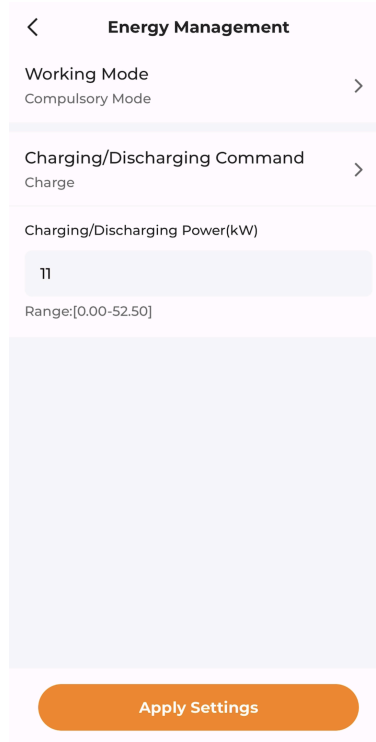 Energy Management
Working Mode
Compulsory Mode
Charging/Discharging Command
Charge
Charging/Discharging Power(kW)
11
Range:[0.00-52.50]
Apply Settings